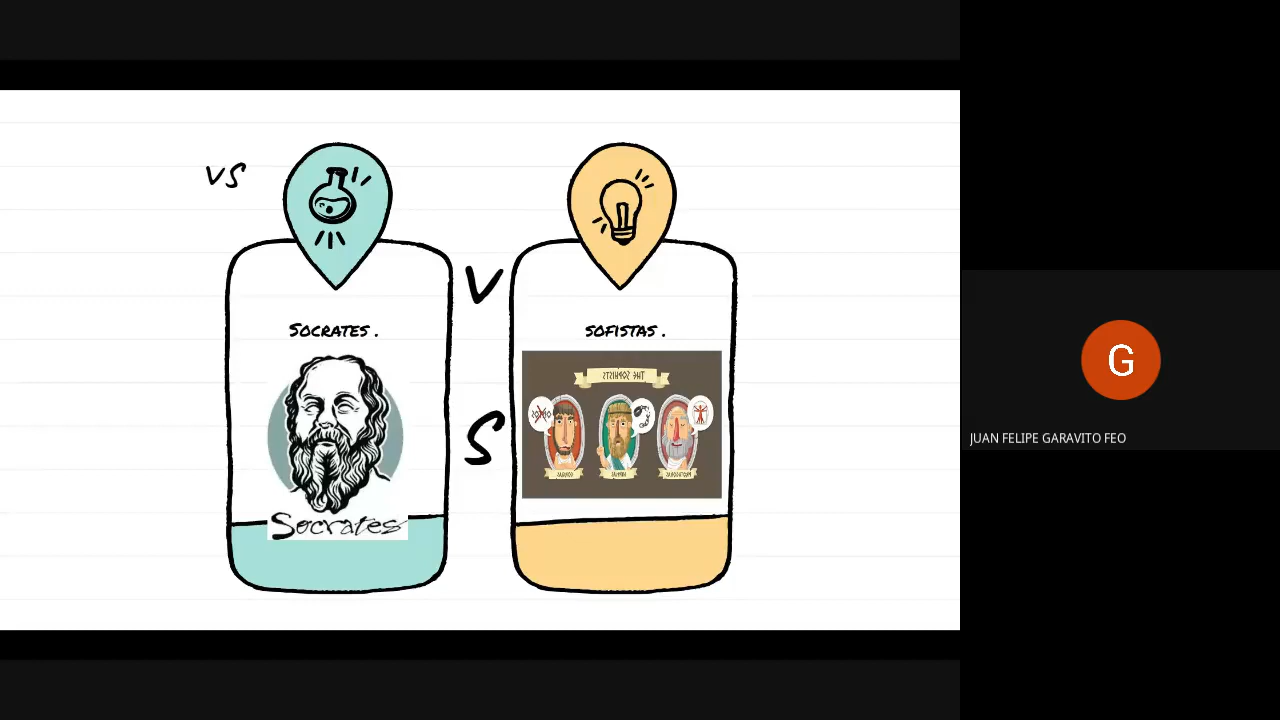 VS
V
SOCRATES .
SOFISTAS .
THE SOPHISTS
S
Socrates
G
JUAN FELIPE GARAVITO FEO